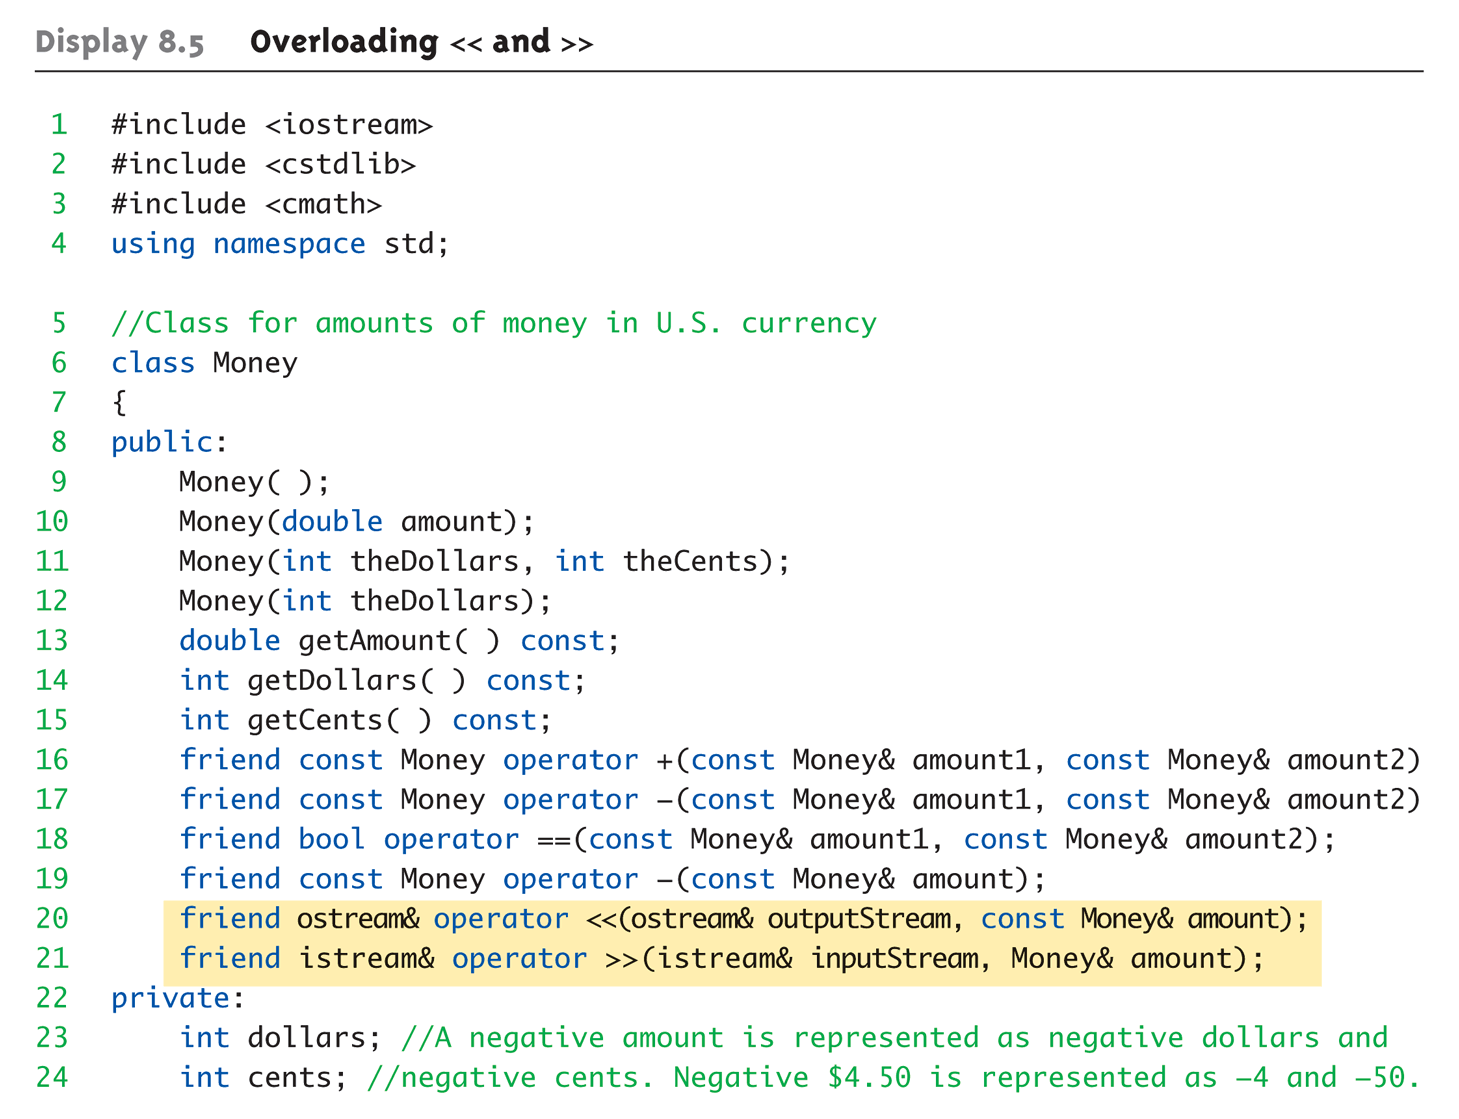 Display 8.5 Overloading << and >>
1 #include <iostream>
2 #include <cstdlib>
3 #include <cmath>
4 using namespace std;
5 //Class for amounts of money in U.S. currency
6 class Money
7 {
8 public:
9 Money( );
10 Money(double amount);
11 Money(int theDollars, int theCents);
12 Money(int theDollars);
13 double getAmount( ) const;
14 int getDollars( ) const;
15 int getCents( ) const;
16 friend const Money operator +(const Money& amount1, const Money& amount2)
17 friend const Money operator –(const Money& amount1, const Money& amount2)
18 friend bool operator ==(const Money& amount1, const Money& amount2);
19 friend const Money operator –(const Money& amount);
20 friend ostream& operator <<(ostream& outputStream, const Money& amount);
21 friend istream& operator >>(istream& inputStream, Money& amount);
22 private:
23 int dollars; //A negative amount is represented as negative dollars and
24 int cents; //negative cents. Negative $4.50 is represented as –4 and –50.